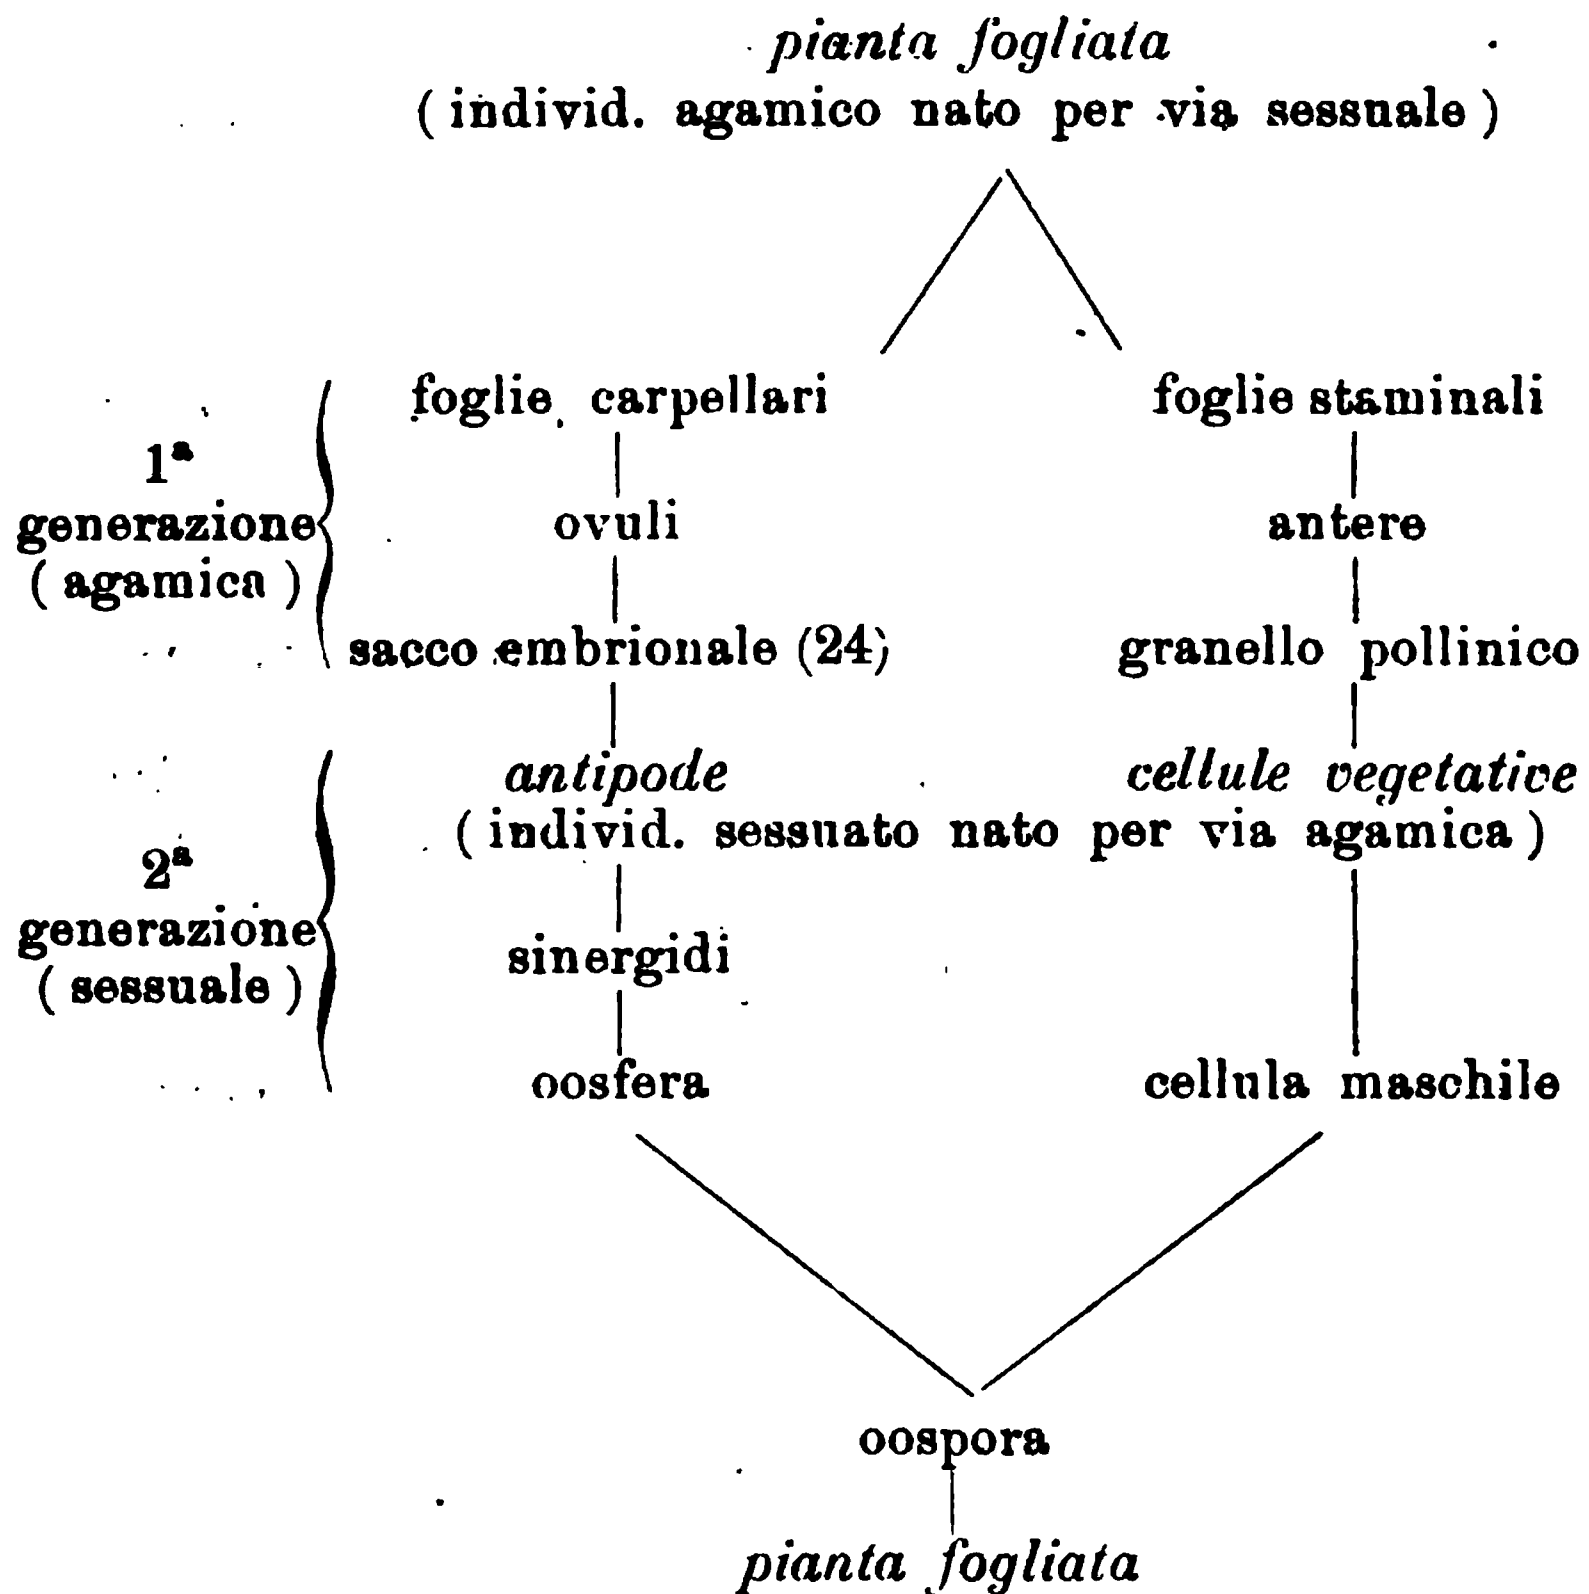 pianta fogliata
( individ. agamico nato per via sessuale )
foglie carpellari foglie staminali
1ª
generazione
( agamica )
ovuli antere
sacco embrionale (24) granello pollinico
antipode cellule vegetative
( individ. sessuato nato per via agamica )
2ª
generazione
( sessuale )
sinergidi
oosfera cellula maschile
oospora
pianta fogliata